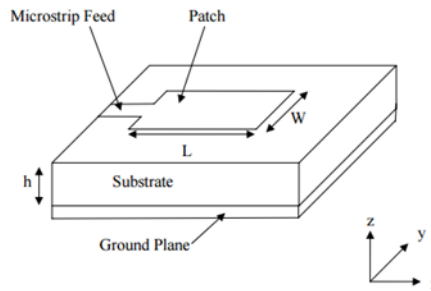 Microstrip Feed
Patch
W
L
h
Substrate
Ground Plane
z
y